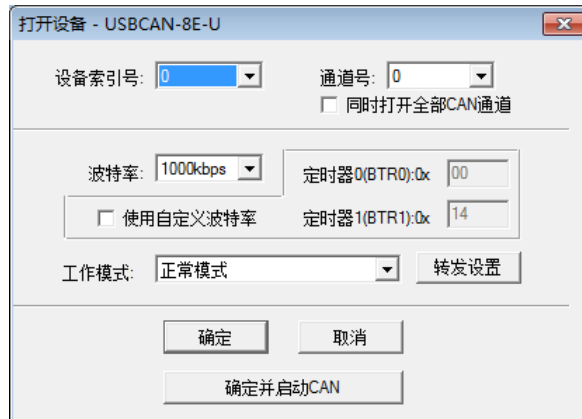 打开设备 - USBCAN-8E-U
设备索引号: 0 通道号: 0
同时打开全部CAN通道
波特率: 1000kbps 定时器0(BTR0):0x 00
使用自定义波特率 定时器1(BTR1):0x 14
工作模式: 正常模式 转发设置
确定 取消
确定并启动CAN